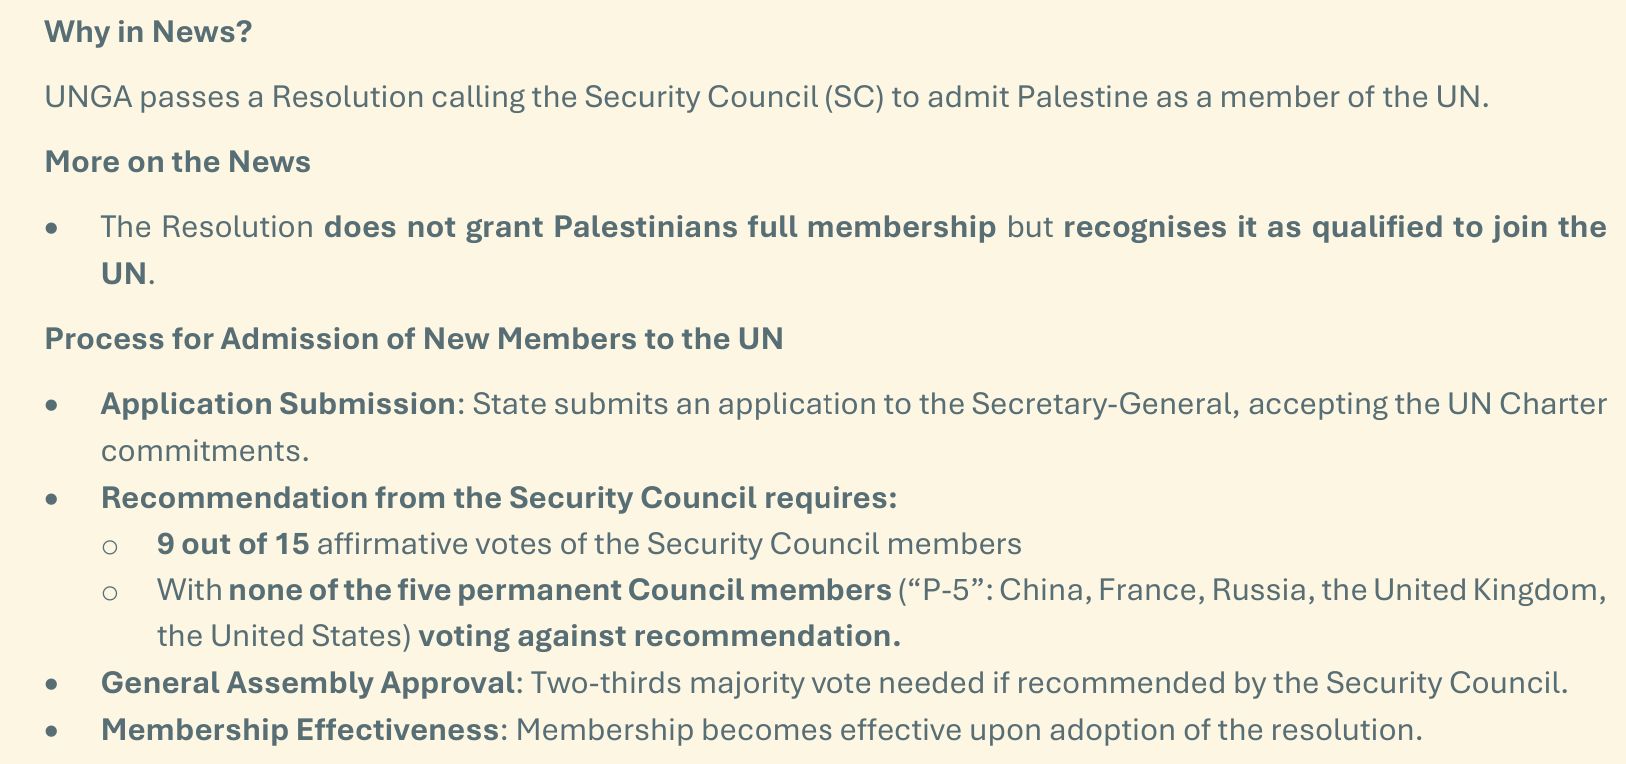 Why in News?
UNGA passes a Resolution calling the Security Council (SC) to admit Palestine as a member of the UN.
More on the News
• The Resolution does not grant Palestinians full membership but recognises it as qualified to join the
UN.
Process for Admission of New Members to the UN
• Application Submission: State submits an application to the Secretary-General, accepting the UN Charter
commitments.
• Recommendation from the Security Council requires:
○ 9 out of 15 affirmative votes of the Security Council members
○ With none of the five permanent Council members (“P-5”: China, France, Russia, the United Kingdom,
the United States) voting against recommendation.
• General Assembly Approval: Two-thirds majority vote needed if recommended by the Security Council.
• Membership Effectiveness: Membership becomes effective upon adoption of the resolution.